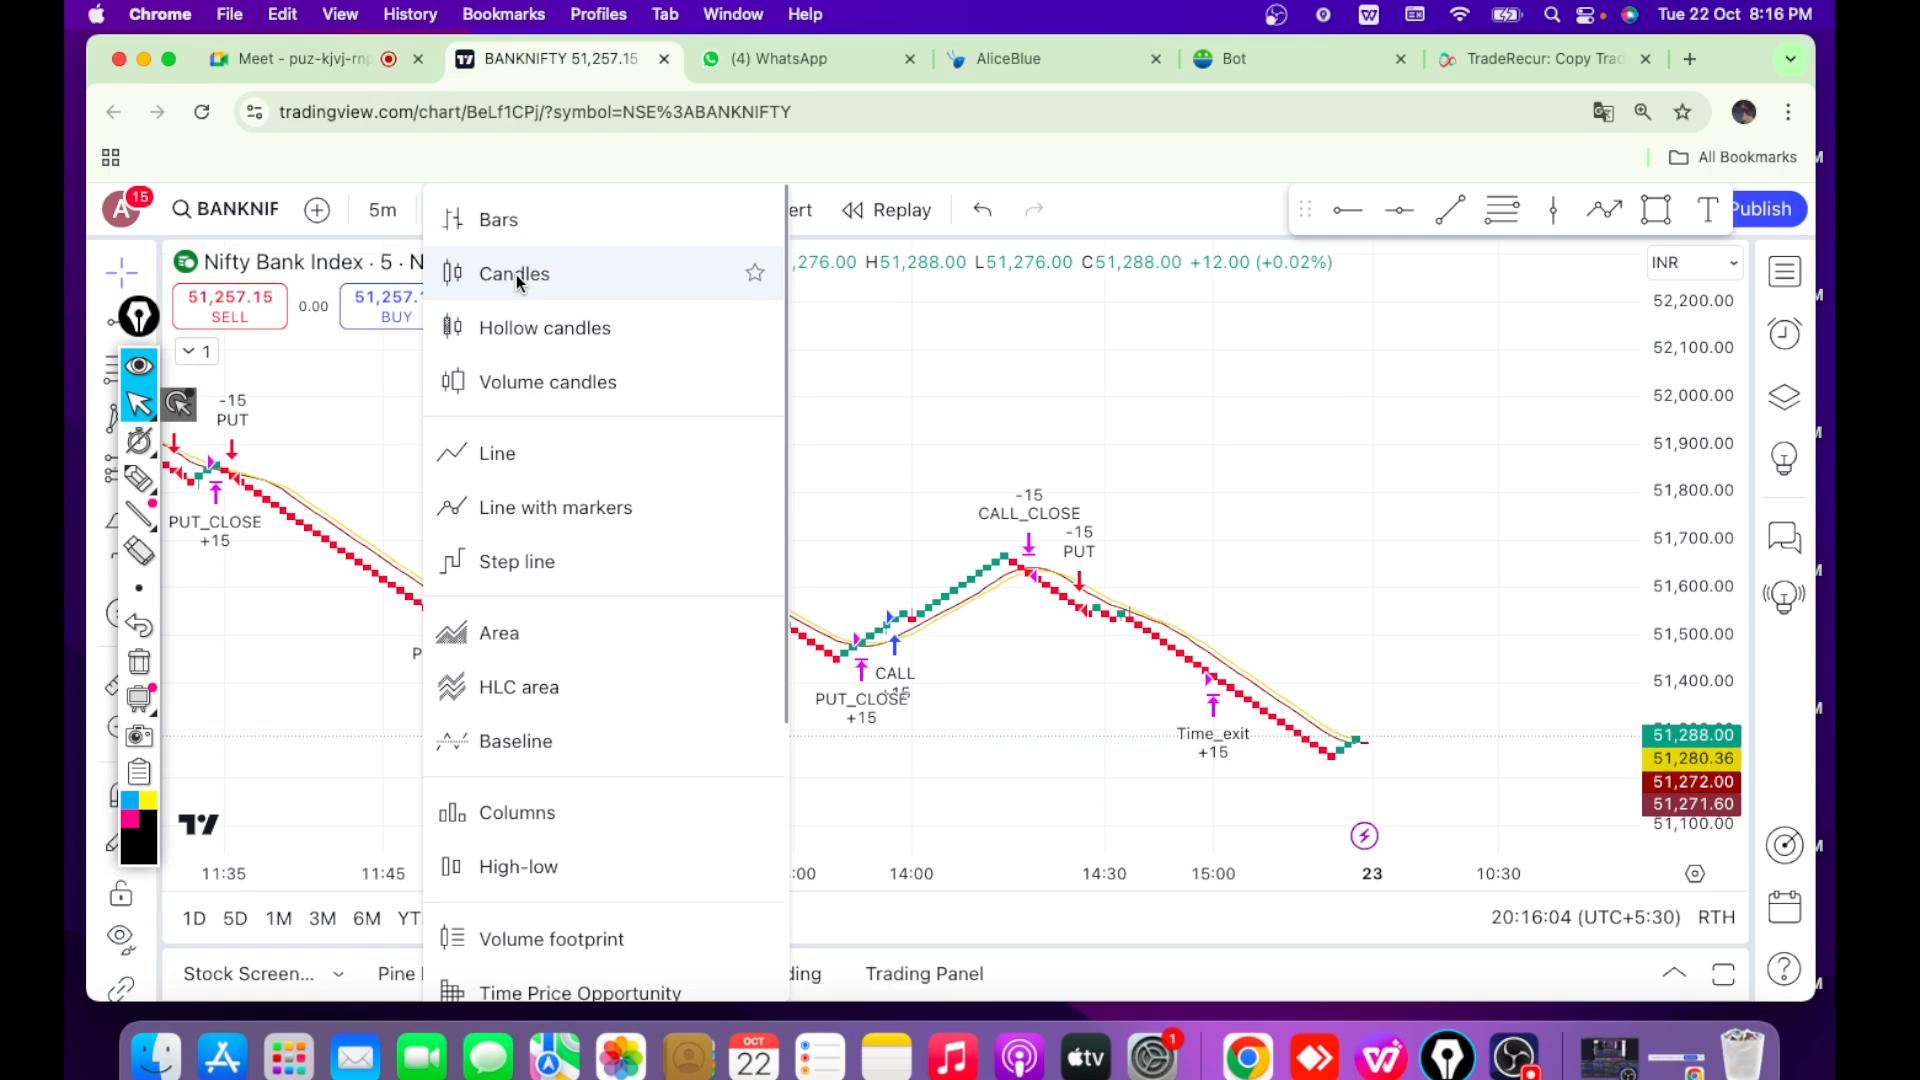 Chrome File Edit View History Bookmarks Profiles Tab Window Help Tue 22 Oct 8:16 PM
Meet - puz-kjvj-rnp BANKNIFTY 51,257.15 (4) WhatsApp AliceBlue Bot TradeRecur: Copy Trad
tradingview.com/chart/BeLf1CPj/?symbol=NSE%3ABANKNIFTY
All Bookmarks
A 15 BANKNIF 5m ert Replay T Publish
Nifty Bank Index · 5 · N ,276.00 H51,288.00 L51,276.00 C51,288.00 +12.00 (+0.02%) INR
51,257.15 0.00 51,257.1
SELL BUY
1
Bars
Candles
Hollow candles
Volume candles
Line
Line with markers
Step line
Area
HLC area
Baseline
Columns
High-low
Volume footprint
Time Price Opportunity
-15
PUT
PUT_CLOSE
+15
P
-15
CALL_CLOSE
-15
PUT
CALL
+15
PUT_CLOSE
+15
Time_exit
+15
52,200.00
52,100.00
52,000.00
51,900.00
51,800.00
51,700.00
51,600.00
51,500.00
51,400.00
51,288.00
51,280.36
51,272.00
51,271.60
51,100.00
11:35 11:45 :00 14:00 14:30 15:00 23 10:30
1D 5D 1M 3M 6M YT 20:16:04 (UTC+5:30) RTH
Stock Screen... Pine ding Trading Panel
OCT
22
tv
1